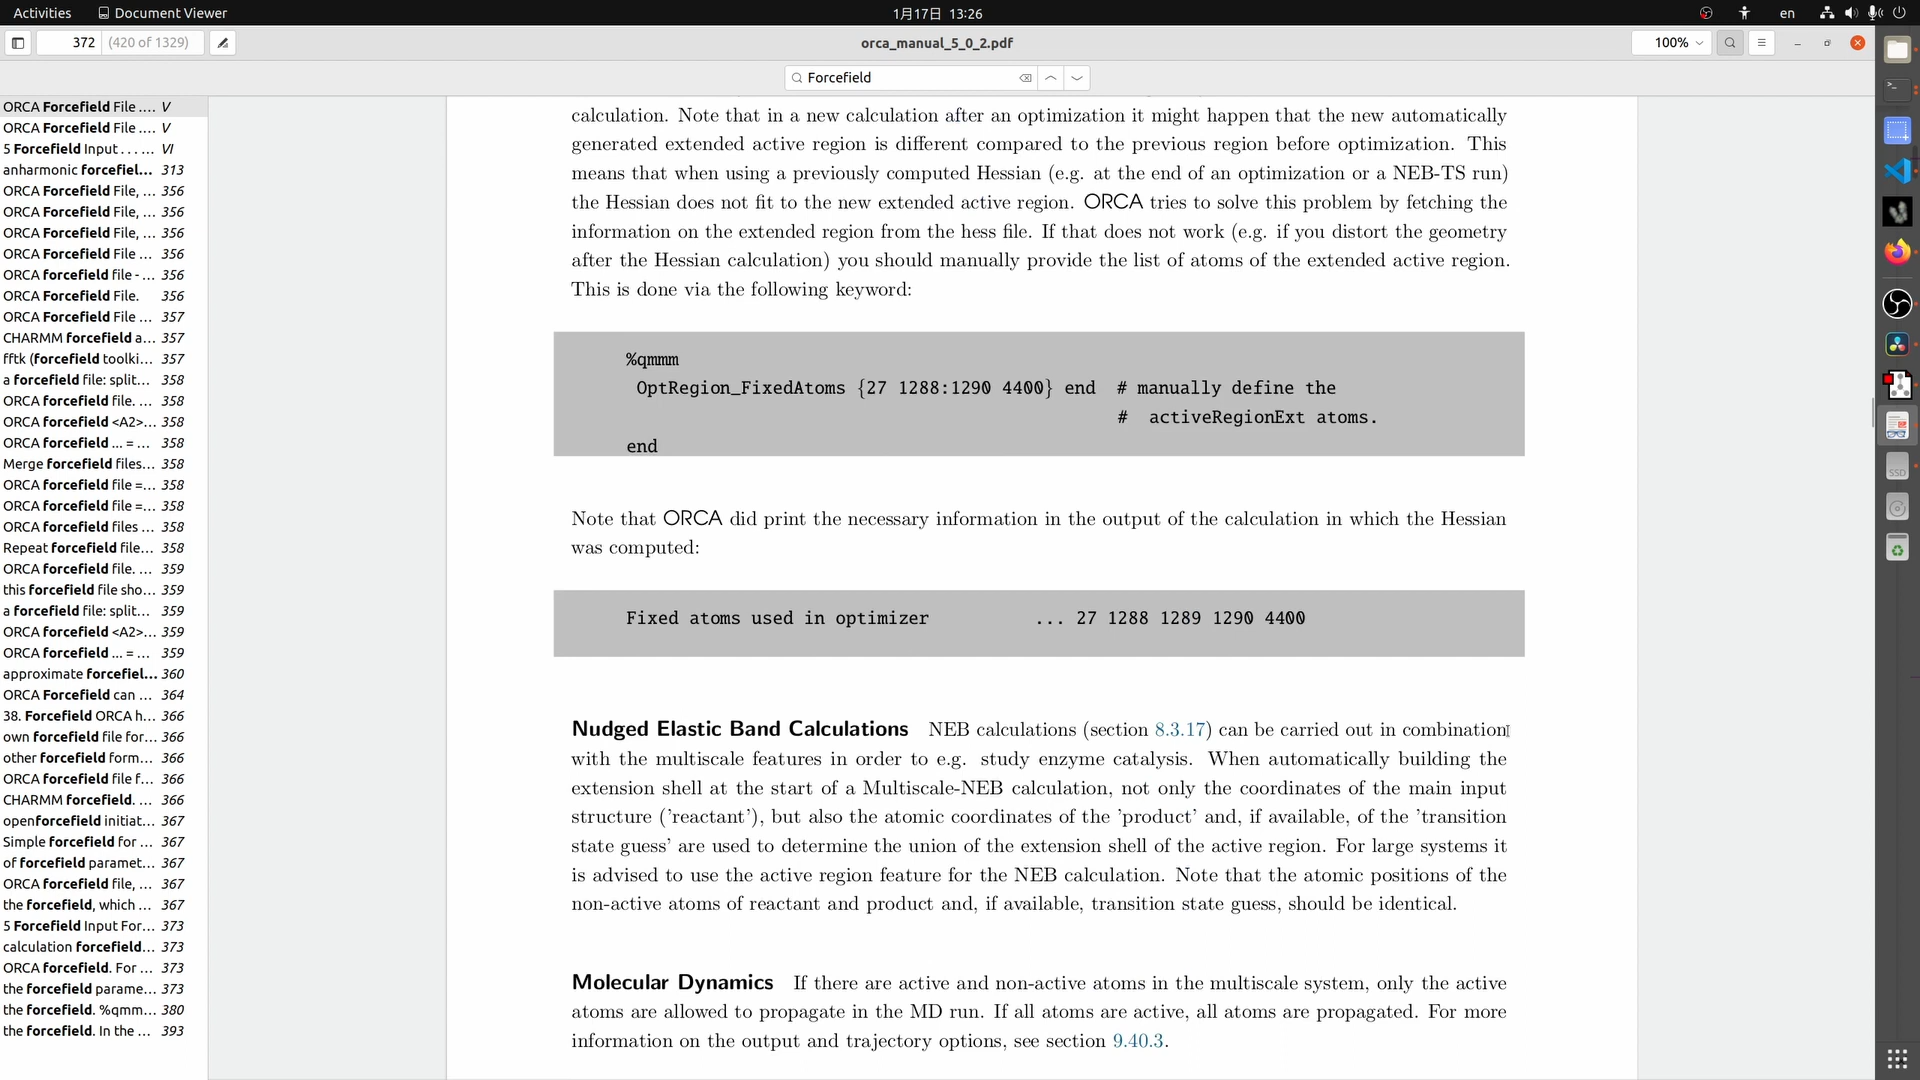 Activities
Document Viewer
1月17日 13:26
en
372
(420 of 1329)
orca_manual_5_0_2.pdf
100%
Forcefield
ORCA Forcefield File .... V
ORCA Forcefield File .... V
5 Forcefield Input . . . ... VI
anharmonic forcefiel... 313
ORCA Forcefield File, ... 356
ORCA Forcefield File, ... 356
ORCA Forcefield File, ... 356
ORCA Forcefield File ... 356
ORCA Forcefield file - ... 356
ORCA Forcefield File. 356
ORCA Forcefield File ... 357
CHARMM forcefield a... 357
fftk (forcefield toolki... 357
a forcefield file: split... 358
ORCA forcefield file. ... 358
ORCA forcefield <A2>... 358
ORCA forcefield ... = ... 358
Merge forcefield files... 358
ORCA forcefield file =... 358
ORCA forcefield file =... 358
ORCA forcefield files ... 358
Repeat forcefield file... 358
ORCA forcefield file. ... 359
this forcefield file sho... 359
a forcefield file: split... 359
ORCA forcefield <A2>... 359
ORCA forcefield ... = ... 359
approximate forcefiel... 360
ORCA Forcefield can ... 364
38. Forcefield ORCA h... 366
own forcefield file for... 366
other forcefield form... 366
ORCA forcefield file f... 366
CHARMM forcefield. ... 366
openforcefield initiat... 367
Simple forcefield for ... 367
of forcefield paramet... 367
ORCA forcefield file, ... 367
the forcefield, which ... 367
5 Forcefield Input For... 373
calculation forcefield... 373
ORCA forcefield. For ... 373
the forcefield parame... 373
the forcefield. %qmm... 380
the forcefield. In the ... 393
calculation. Note that in a new calculation after an optimization it might happen that the new automatically
generated extended active region is different compared to the previous region before optimization. This
means that when using a previously computed Hessian (e.g. at the end of an optimization or a NEB-TS run)
the Hessian does not fit to the new extended active region. ORCA tries to solve this problem by fetching the
information on the extended region from the hess file. If that does not work (e.g. if you distort the geometry
after the Hessian calculation) you should manually provide the list of atoms of the extended active region.
This is done via the following keyword:
%qmmm
OptRegion_FixedAtoms {27 1288:1290 4400} end # manually define the
# activeRegionExt atoms.
end
Note that ORCA did print the necessary information in the output of the calculation in which the Hessian
was computed:
Fixed atoms used in optimizer ... 27 1288 1289 1290 4400
Nudged Elastic Band Calculations NEB calculations (section 8.3.17) can be carried out in combination
with the multiscale features in order to e.g. study enzyme catalysis. When automatically building the
extension shell at the start of a Multiscale-NEB calculation, not only the coordinates of the main input
structure ('reactant'), but also the atomic coordinates of the 'product' and, if available, of the 'transition
state guess' are used to determine the union of the extension shell of the active region. For large systems it
is advised to use the active region feature for the NEB calculation. Note that the atomic positions of the
non-active atoms of reactant and product and, if available, transition state guess, should be identical.
Molecular Dynamics If there are active and non-active atoms in the multiscale system, only the active
atoms are allowed to propagate in the MD run. If all atoms are active, all atoms are propagated. For more
information on the output and trajectory options, see section 9.40.3.
SSD